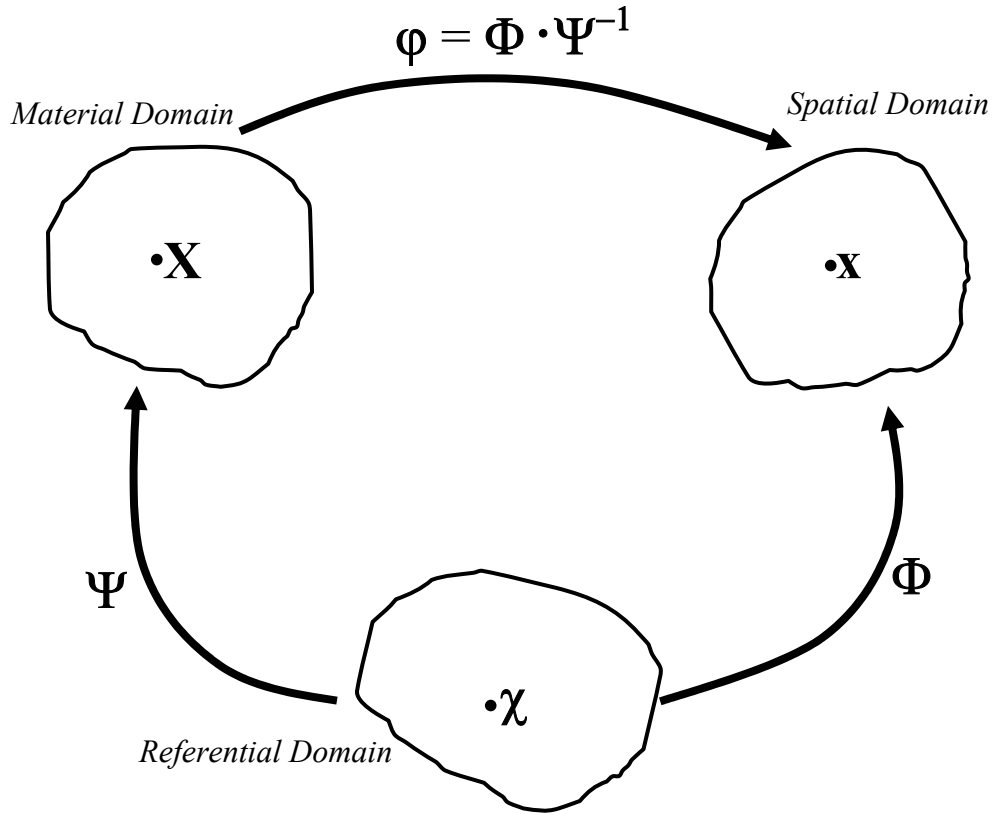 φ = Φ · Ψ⁻¹
Material Domain
Spatial Domain
·X
·x
Ψ
Φ
·χ
Referential Domain